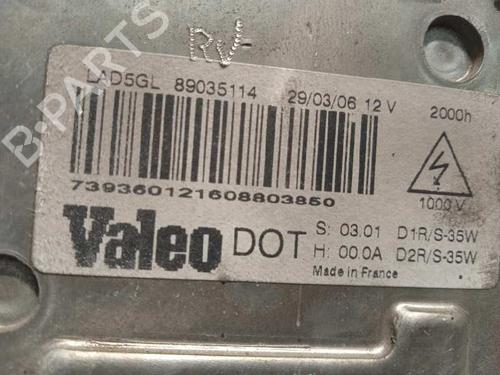 RV-
LAD5GL 89035114 29/03/06 12 V 2000h
739360121608803850
1000 V
Valeo DOT S: 03.01 D1R/S-35W
H: 00.0A D2R/S-35W
Made in France
B-PARTS